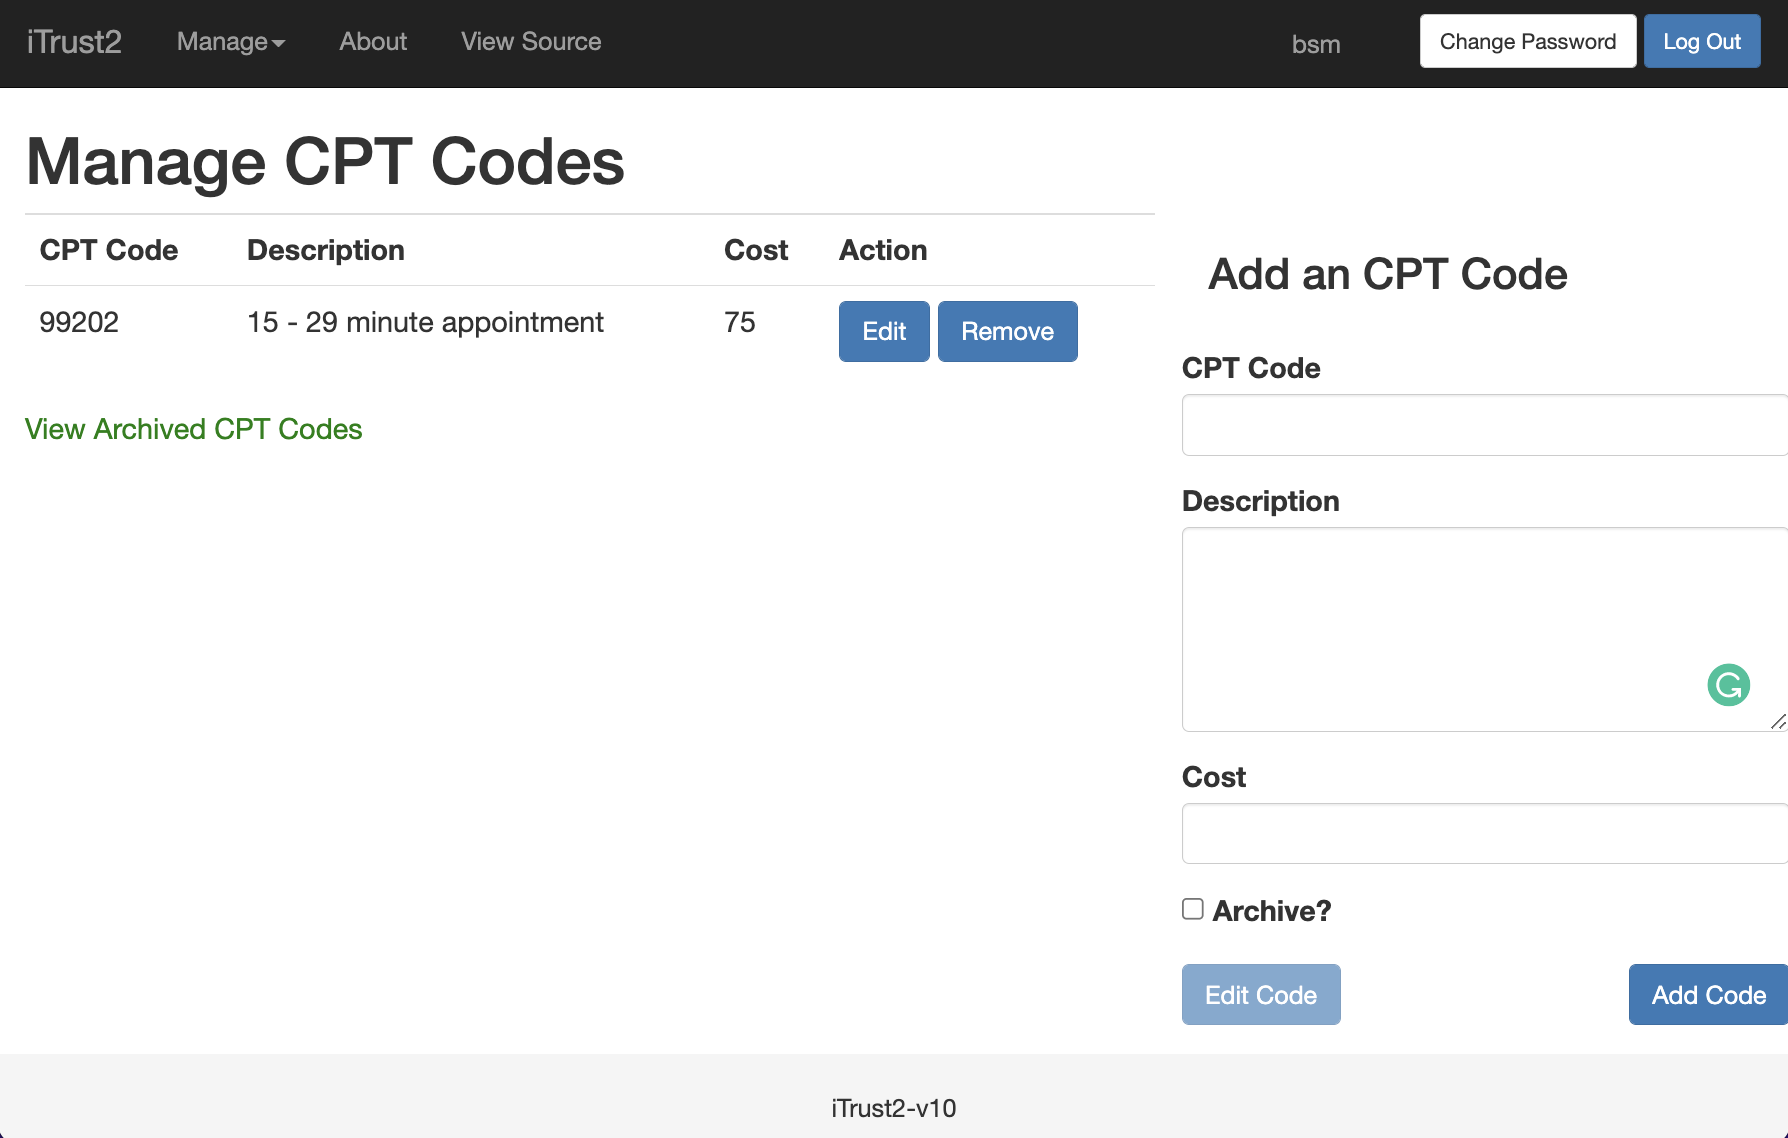 iTrust2 Manage About View Source bsm Change Password Log Out
Manage CPT Codes
CPT Code Description Cost Action
99202 15 - 29 minute appointment 75 Edit Remove
View Archived CPT Codes
Add an CPT Code
CPT Code
Description
Cost
Archive?
Edit Code Add Code
iTrust2-v10